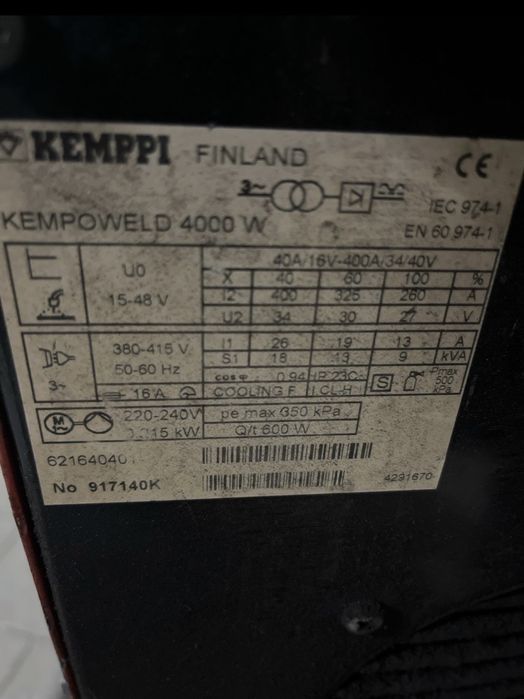 KEMPPI FINLAND CE
3~ IEC 974-1
KEMPOWELD 4000 W EN 60 974-1
40A/16V-400A/34/40V
U0 X 40 60 100 %
15-48 V I2 400 325 260 A
U2 34 30 27 V
380-415 V I1 26 19 13 A
50-60 Hz S1 18 13 9 kVA
3~ cos φ 0.94 IP 23C S Pmax 500 kPa
16 A COOLING F I.CL.H
M 220-240V pe max 350 kPa
kW Q/t 600 W
62164040
No 917140K 4291670